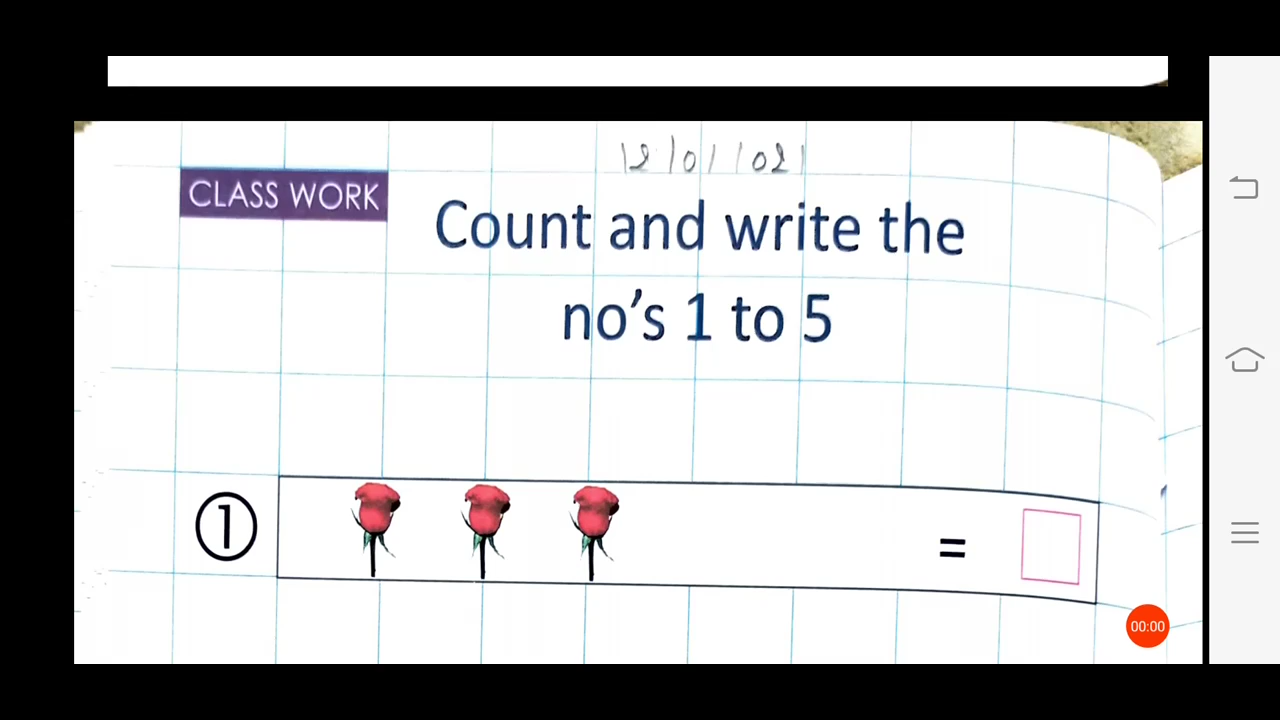 12/01/021
CLASS WORK
Count and write the
no's 1 to 5
① =
00:00